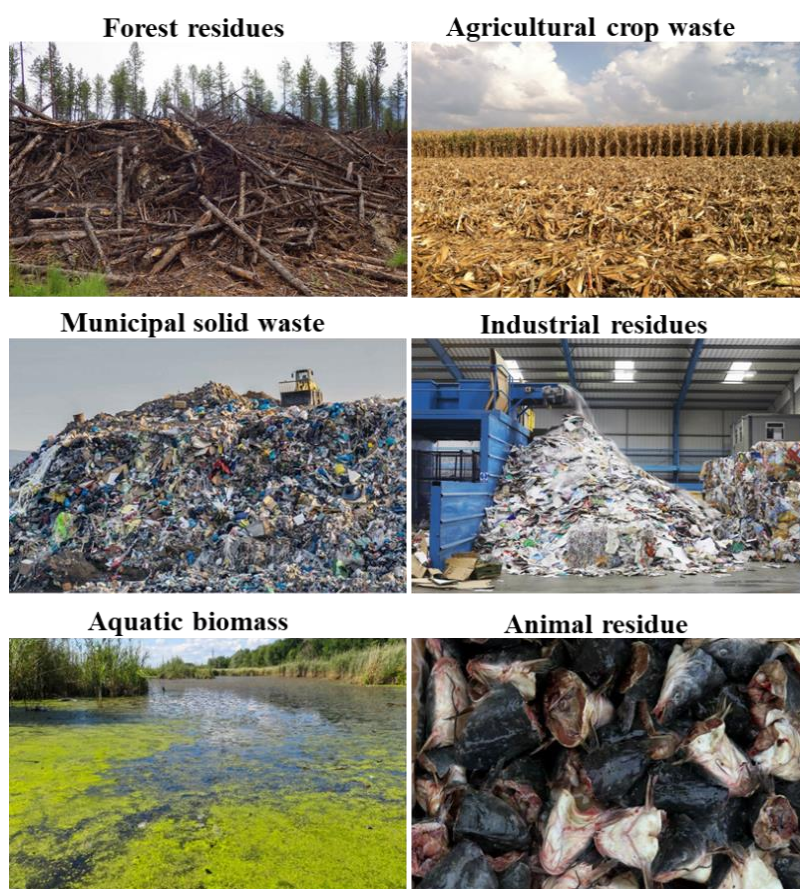 Forest residues
Agricultural crop waste
Municipal solid waste
Industrial residues
Aquatic biomass
Animal residue